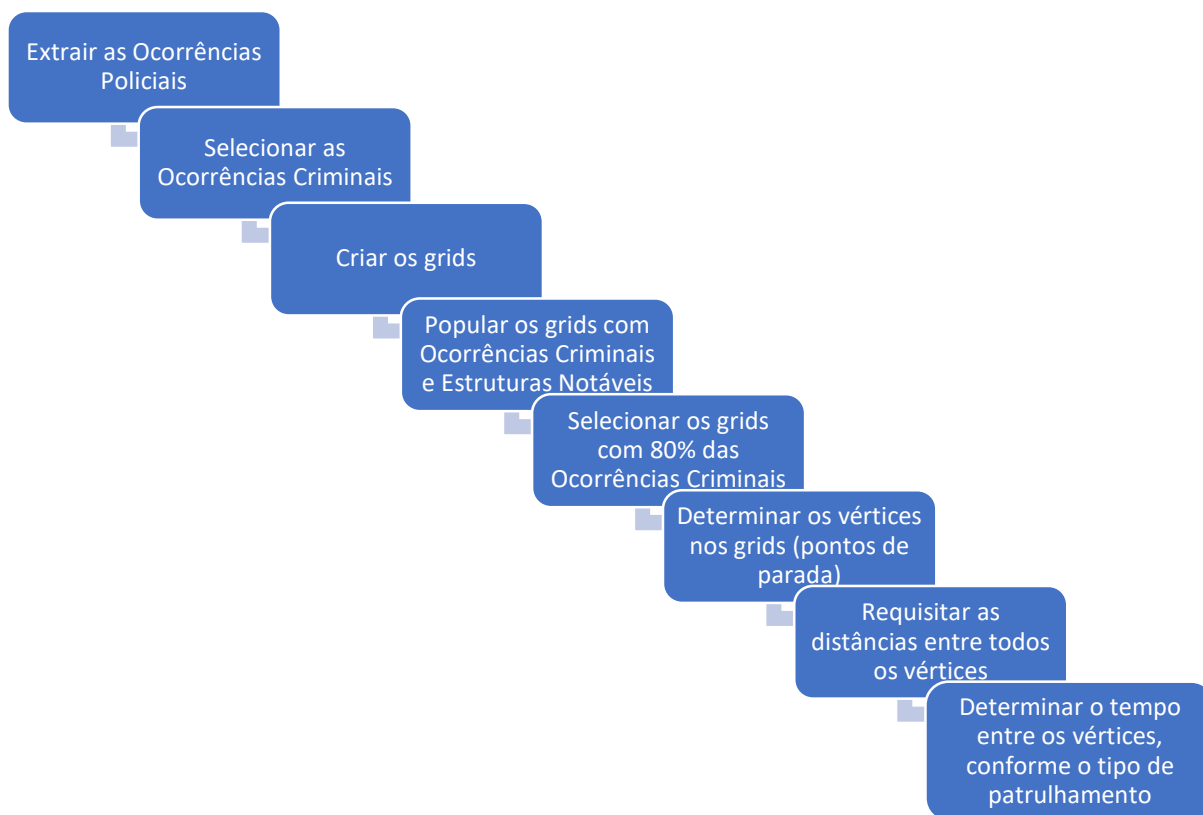 Extrair as Ocorrências
Policiais
Selecionar as
Ocorrências Criminais
Criar os grids
Popular os grids com
Ocorrências Criminais
e Estruturas Notáveis
Selecionar os grids
com 80% das
Ocorrências Criminais
Determinar os vértices
nos grids (pontos de
parada)
Requisitar as
distâncias entre todos
os vértices
Determinar o tempo
entre os vértices,
conforme o tipo de
patrulhamento